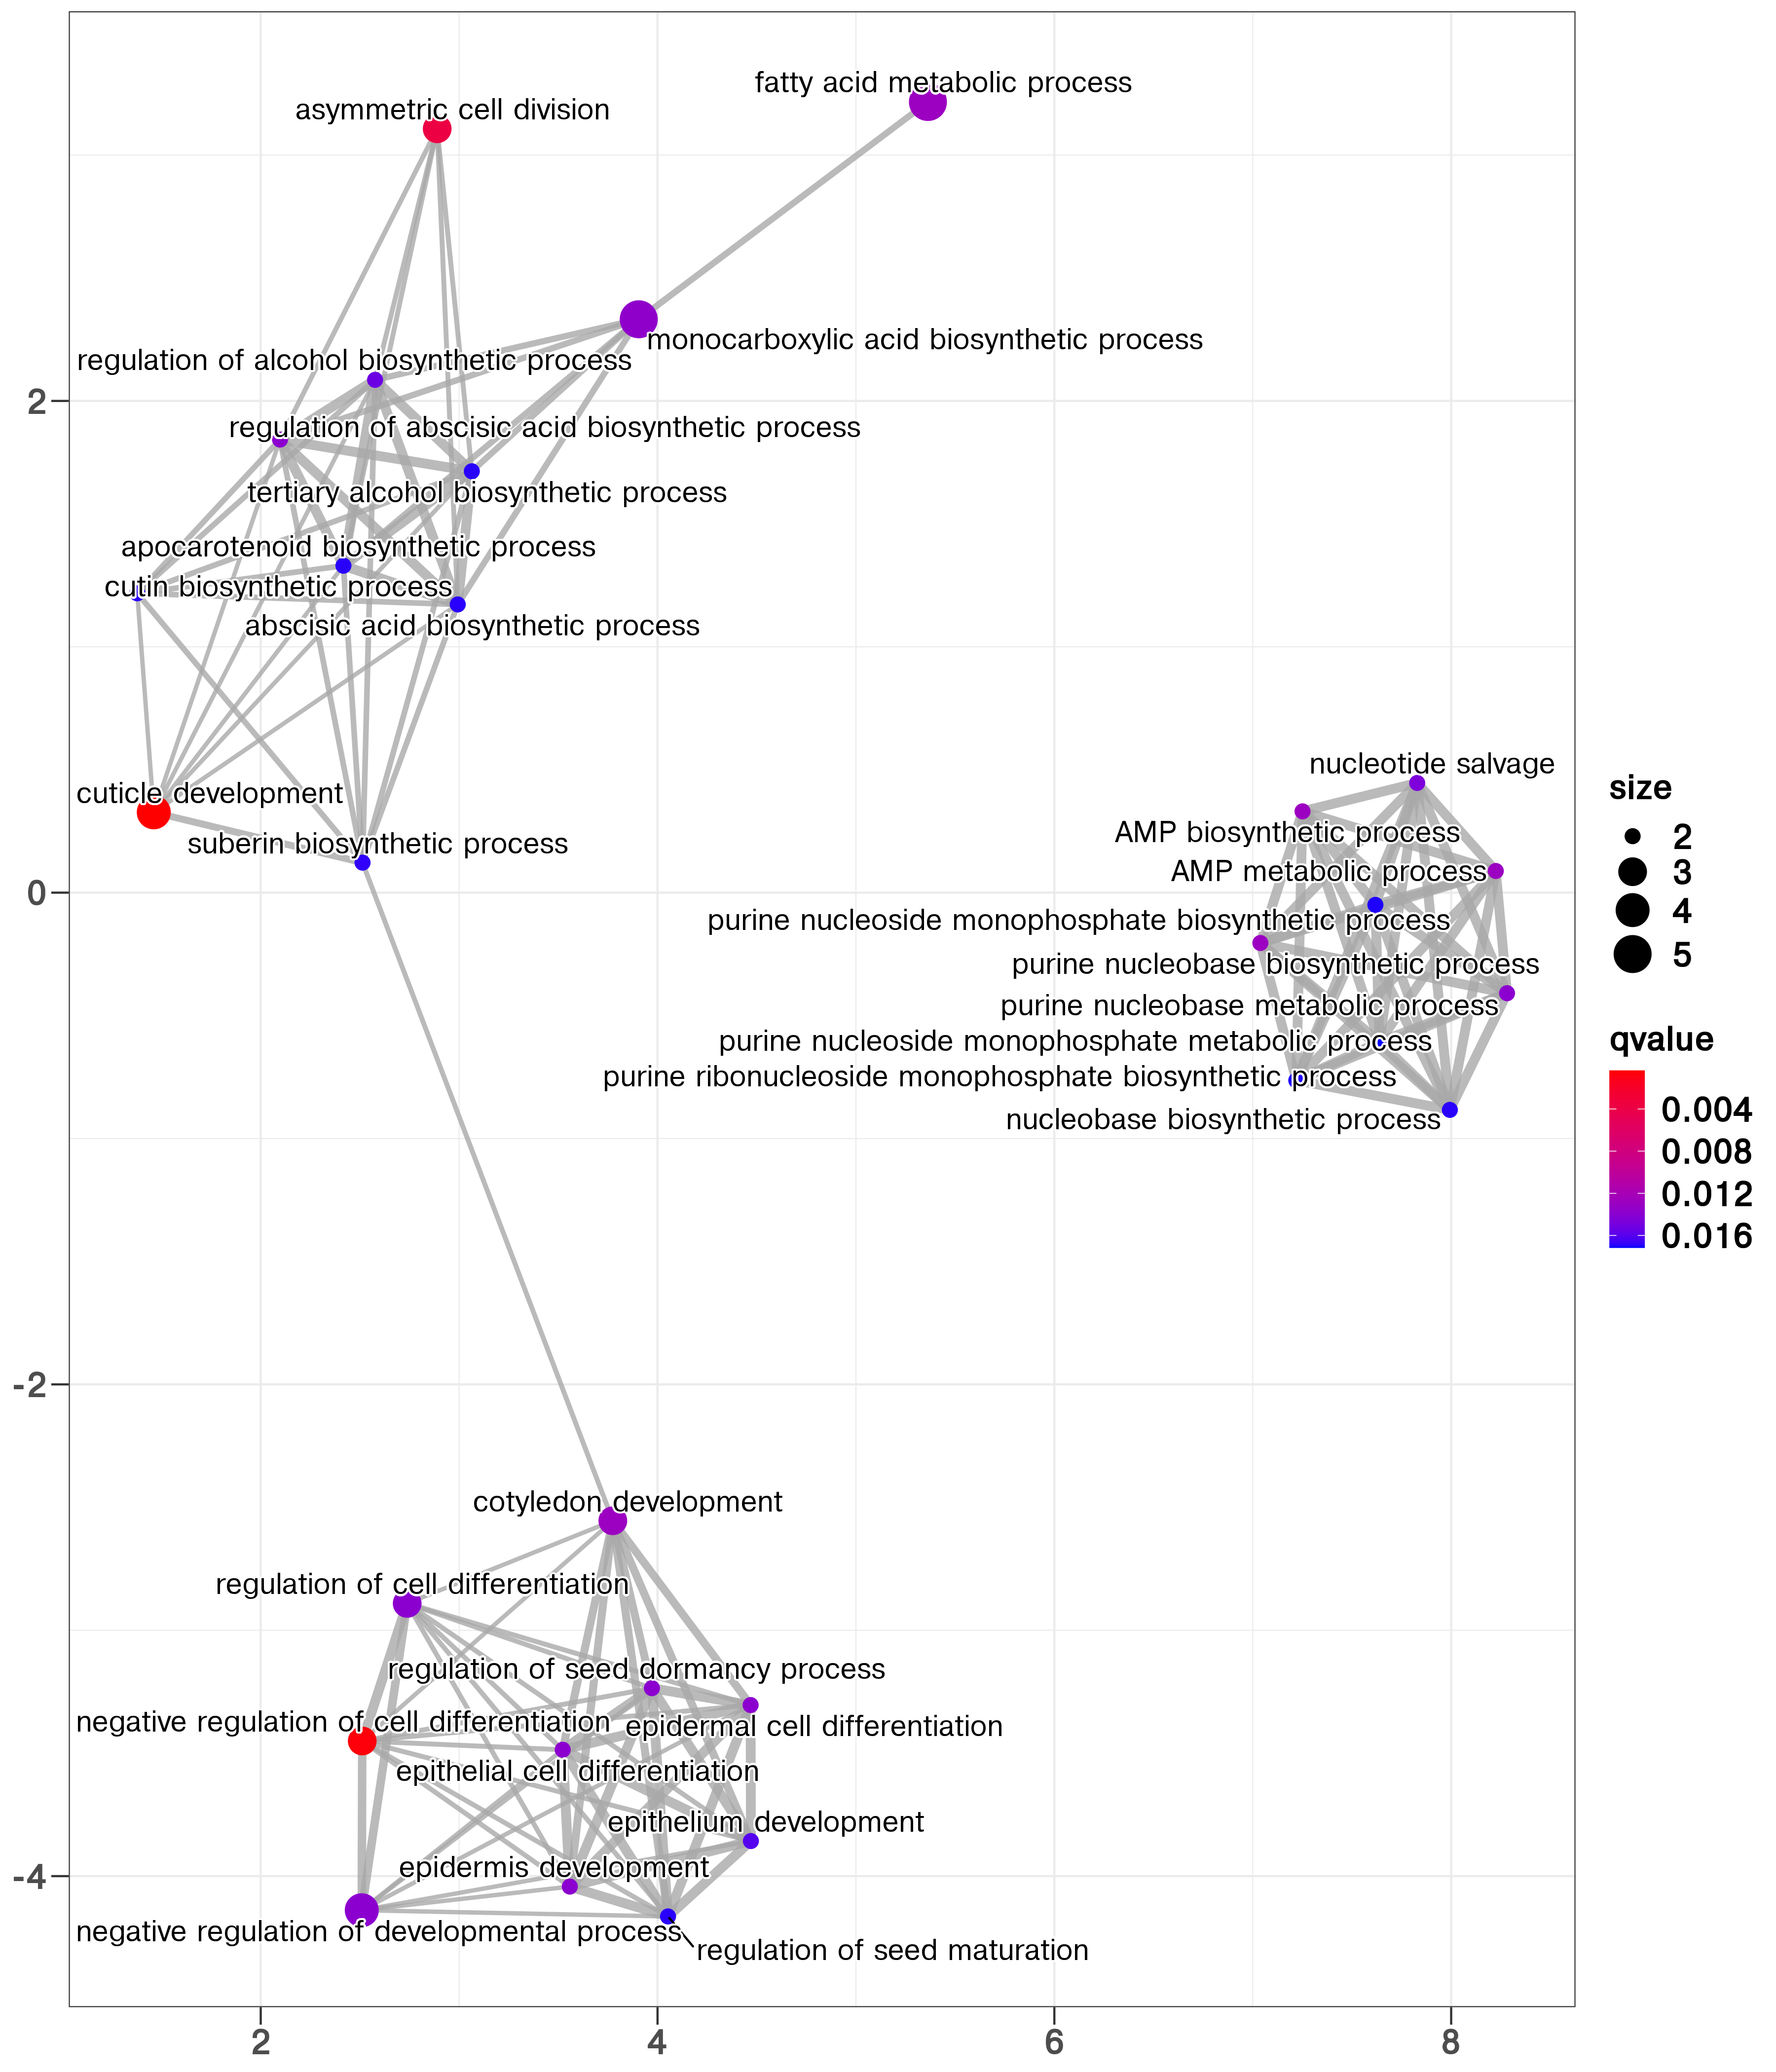 fatty acid metabolic process
asymmetric cell division
monocarboxylic acid biosynthetic process
regulation of alcohol biosynthetic process
regulation of abscisic acid biosynthetic process
tertiary alcohol biosynthetic process
apocarotenoid biosynthetic process
cutin biosynthetic process
abscisic acid biosynthetic process
cuticle development
suberin biosynthetic process
nucleotide salvage
AMP biosynthetic process
AMP metabolic process
purine nucleoside monophosphate biosynthetic process
purine nucleobase biosynthetic process
purine nucleobase metabolic process
purine nucleoside monophosphate metabolic process
purine ribonucleoside monophosphate biosynthetic process
nucleobase biosynthetic process
cotyledon development
regulation of cell differentiation
regulation of seed dormancy process
negative regulation of cell differentiation
epidermal cell differentiation
epithelial cell differentiation
epithelium development
epidermis development
negative regulation of developmental process
regulation of seed maturation
2
0
-2
-4
2
4
6
8
size
2
3
4
5
qvalue
0.004
0.008
0.012
0.016